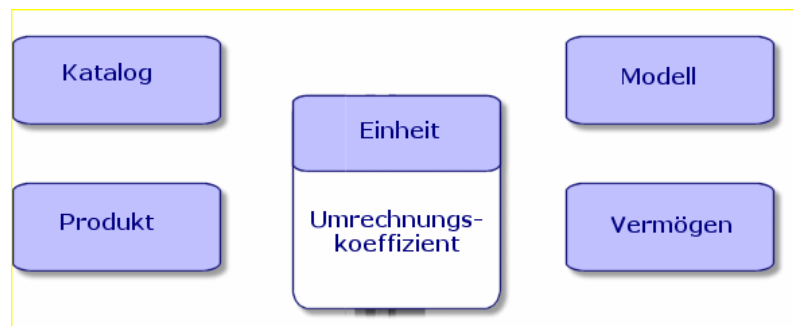 Katalog
Modell
Einheit
Produkt
Umrechnungs-
koeffizient
Vermögen